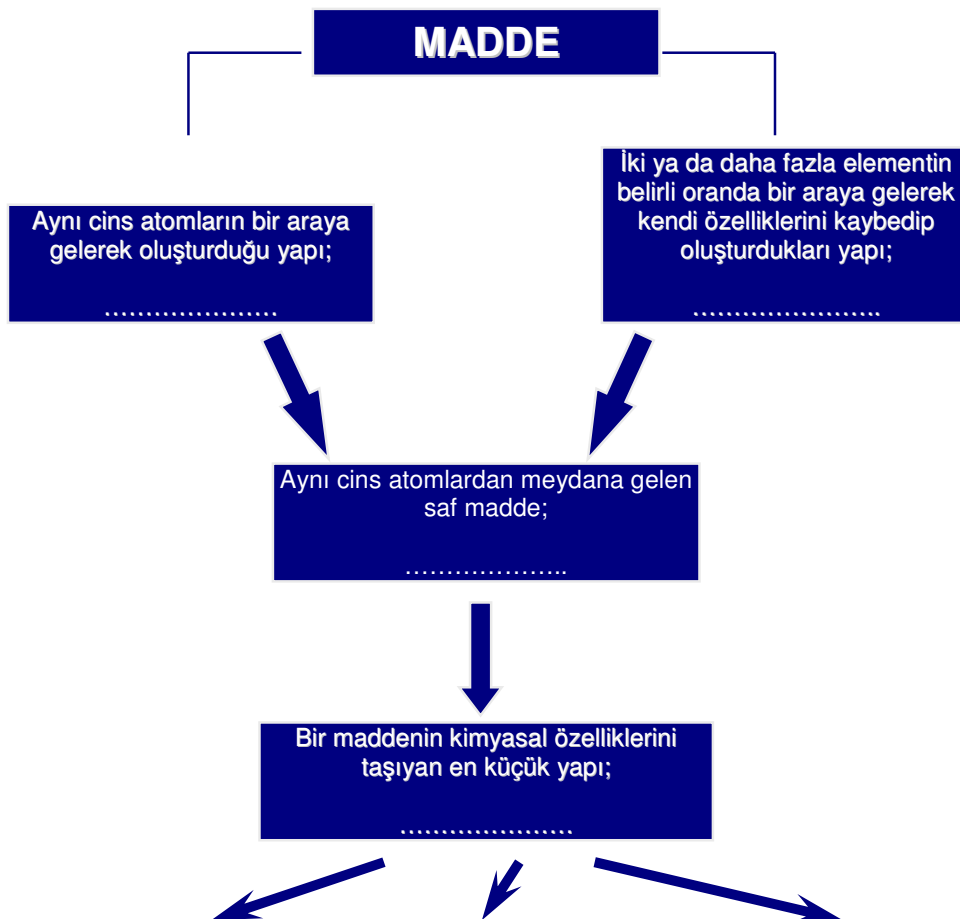 MADDE
Aynı cins atomların bir araya
gelerek oluşturduğu yapı;
…………………
İki ya da daha fazla elementin
belirli oranda bir araya gelerek
kendi özelliklerini kaybedip
oluşturdukları yapı;
…………………..
Aynı cins atomlardan meydana gelen
saf madde;
………………..
Bir maddenin kimyasal özelliklerini
taşıyan en küçük yapı;
…………………